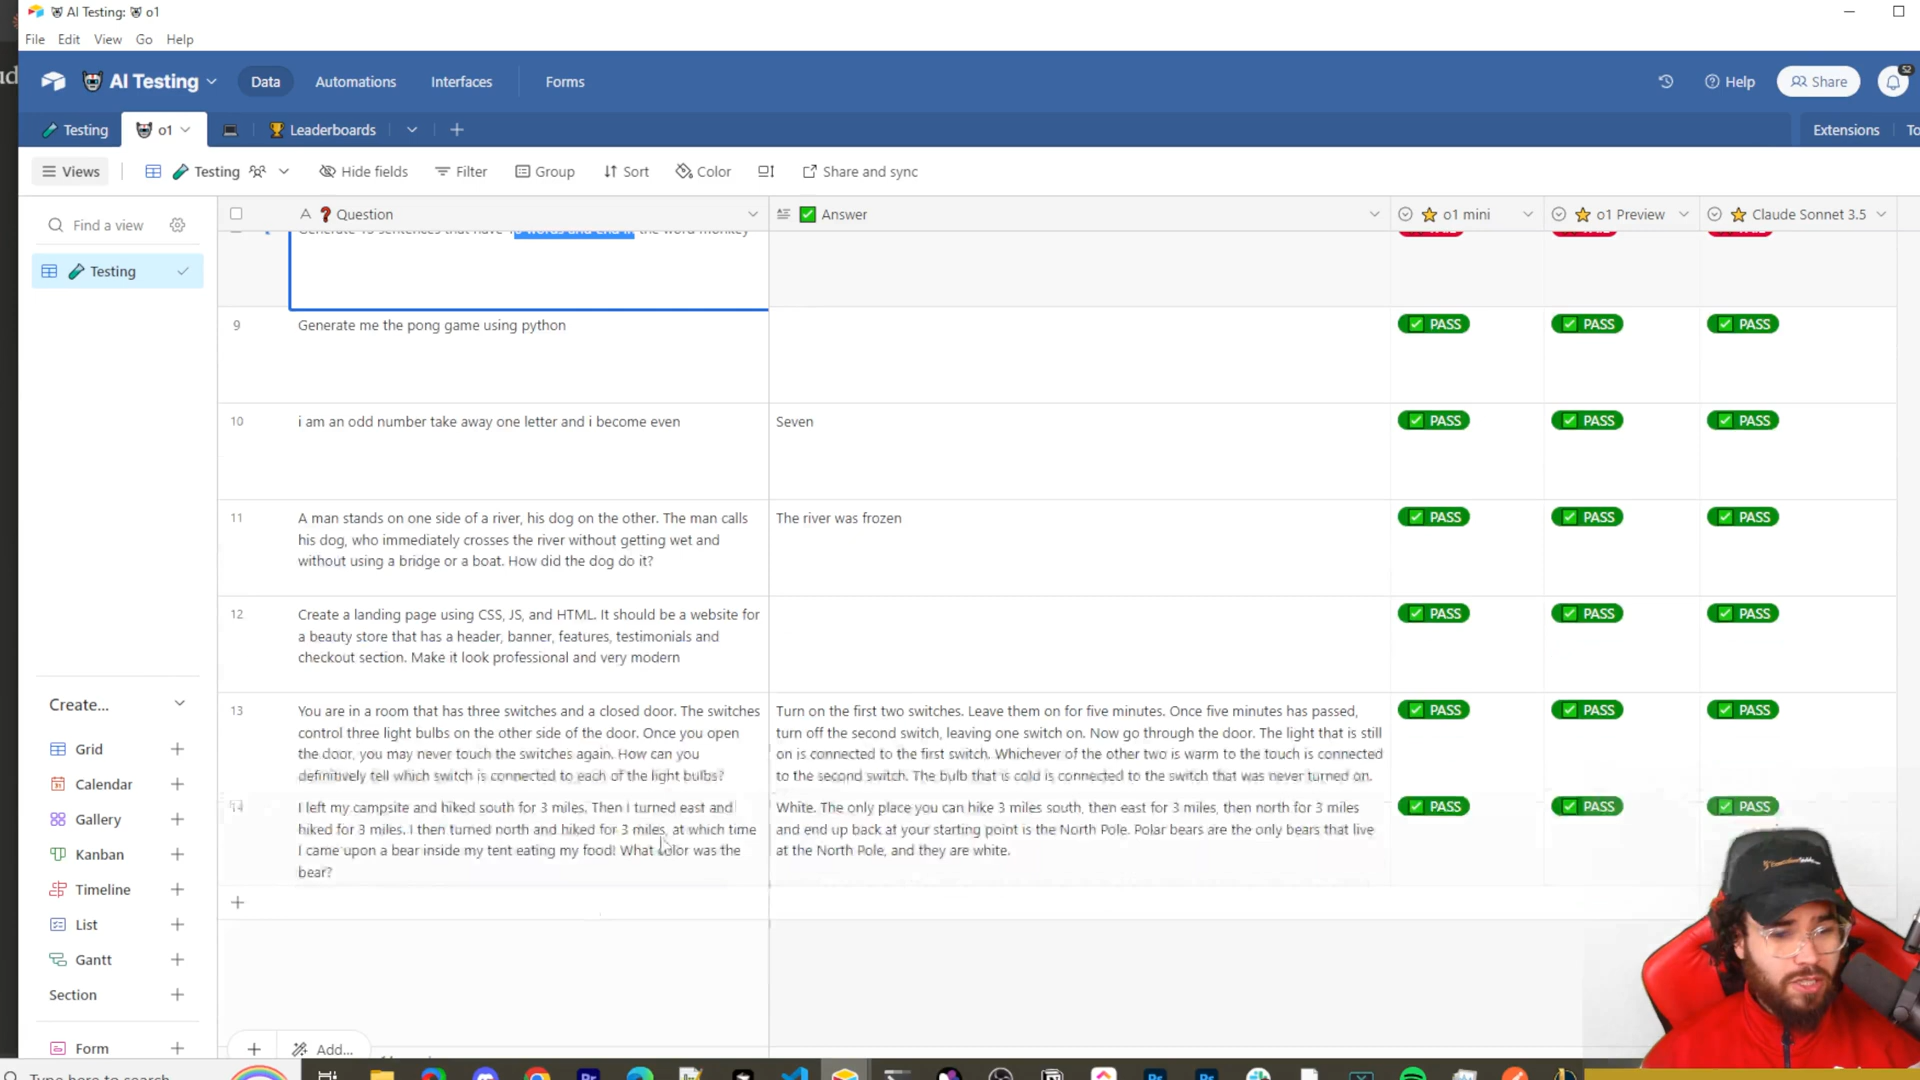 AI Testing: o1
File Edit View Go Help
AI Testing Data Automations Interfaces Forms Help Share 52
Testing o1 Leaderboards Extensions To
Views Testing Hide fields Filter Group Sort Color Share and sync
Find a view
Testing
Question Answer o1 mini o1 Preview Claude Sonnet 3.5
the word monkey
9 Generate me the pong game using python PASS PASS PASS
10 i am an odd number take away one letter and i become even Seven PASS PASS PASS
11 A man stands on one side of a river, his dog on the other. The man calls The river was frozen PASS PASS PASS
his dog, who immediately crosses the river without getting wet and
without using a bridge or a boat. How did the dog do it?
12 Create a landing page using CSS, JS, and HTML. It should be a website for PASS PASS PASS
a beauty store that has a header, banner, features, testimonials and
checkout section. Make it look professional and very modern
13 You are in a room that has three switches and a closed door. The switches Turn on the first two switches. Leave them on for five minutes. Once five minutes has passed, PASS PASS PASS
control three light bulbs on the other side of the door. Once you open turn off the second switch, leaving one switch on. Now go through the door. The light that is still
the door, you may never touch the switches again. How can you on is connected to the first switch. Whichever of the other two is warm to the touch is connected
definitively tell which switch is connected to each of the light bulbs? to the second switch. The bulb that is cold is connected to the switch that was never turned on.
14 I left my campsite and hiked south for 3 miles. Then I turned east and White. The only place you can hike 3 miles south, then east for 3 miles, then north for 3 miles PASS PASS PASS
hiked for 3 miles. I then turned north and hiked for 3 miles, at which time and end up back at your starting point is the North Pole. Polar bears are the only bears that live
I came upon a bear inside my tent eating my food! What color was the at the North Pole, and they are white.
bear?
Create...
Grid
Calendar
Gallery
Kanban
Timeline
List
Gantt
Section
Form
Add...
Type here to search